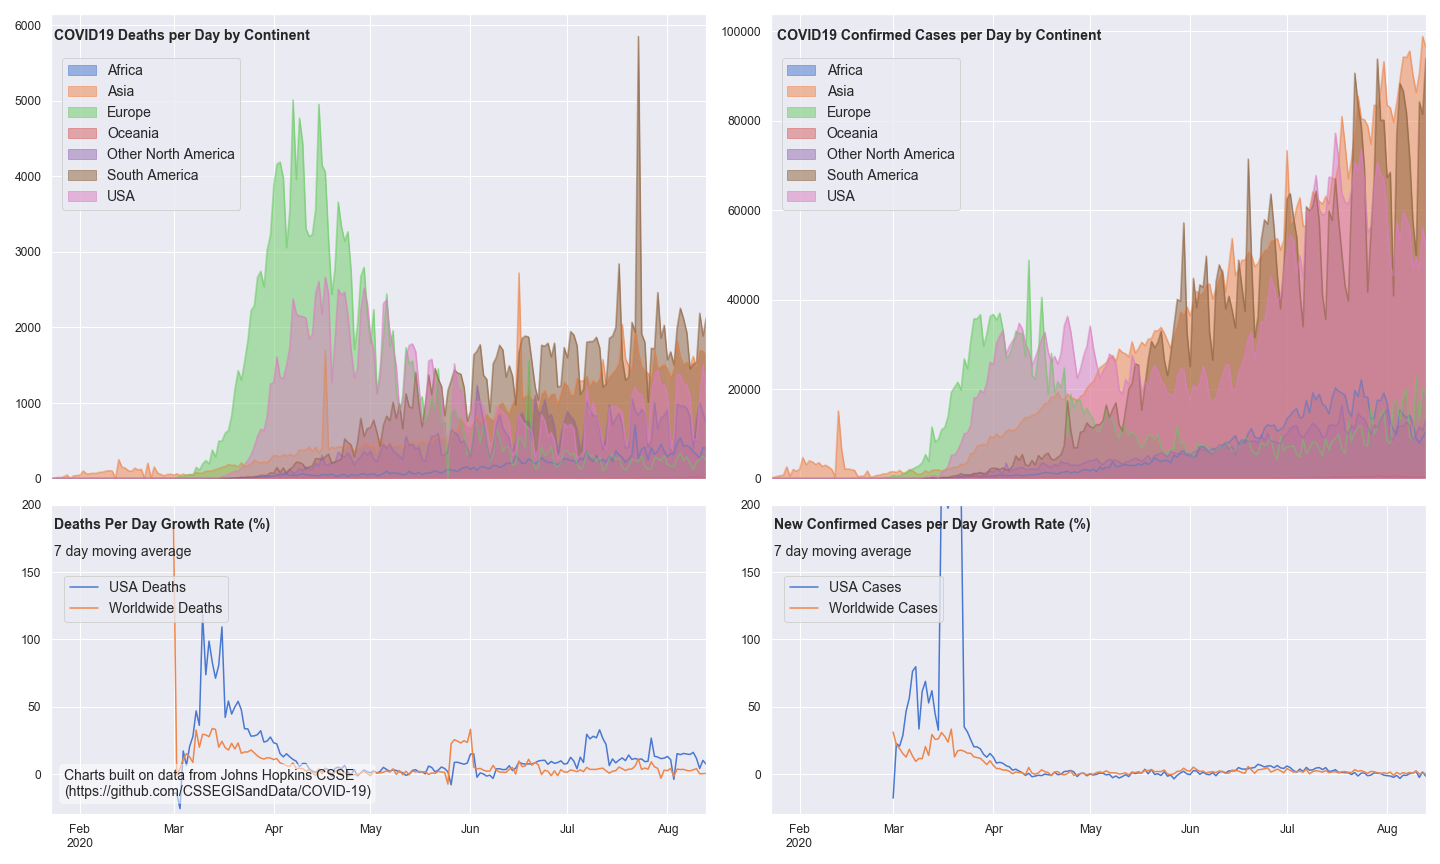 COVID19 Deaths per Day by Continent
Africa
Asia
Europe
Oceania
Other North America
South America
USA
6000
5000
4000
3000
2000
1000
0
COVID19 Confirmed Cases per Day by Continent
Africa
Asia
Europe
Oceania
Other North America
South America
USA
100000
80000
60000
40000
20000
0
Deaths Per Day Growth Rate (%)
7 day moving average
USA Deaths
Worldwide Deaths
200
150
100
50
0
Charts built on data from Johns Hopkins CSSE
(https://github.com/CSSEGISandData/COVID-19)
Feb Mar Apr May Jun Jul Aug
2020
New Confirmed Cases per Day Growth Rate (%)
7 day moving average
USA Cases
Worldwide Cases
200
150
100
50
0
Feb Mar Apr May Jun Jul Aug
2020